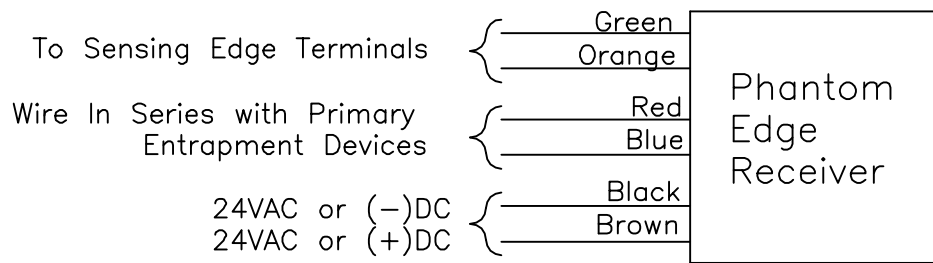 To Sensing Edge Terminals
Green
Orange
Wire In Series with Primary
Entrapment Devices
Red
Blue
24VAC or (-)DC
24VAC or (+)DC
Black
Brown
Phantom
Edge
Receiver